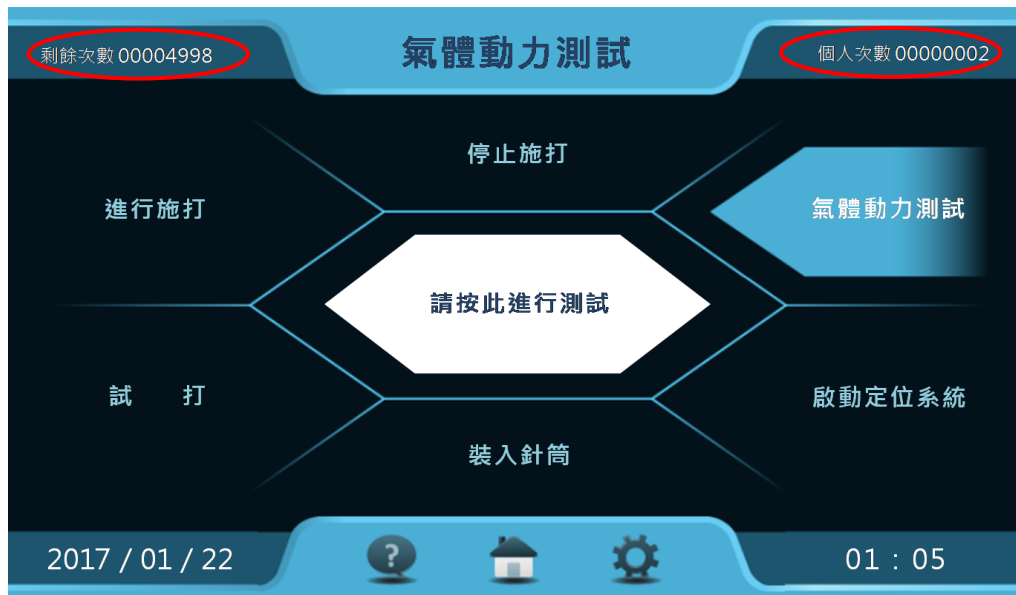 剩餘次數 00004998
氣體動力測試
個人次數 00000002
停止施打
進行施打
氣體動力測試
請按此進行測試
試 打
啟動定位系統
裝入針筒
2017 / 01 / 22
?
01 : 05